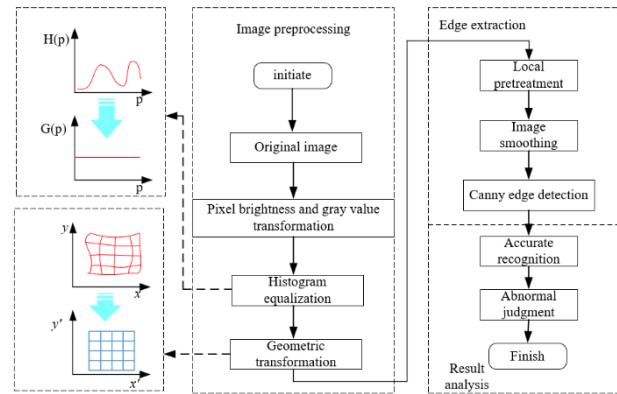 H(p)
p
G(p)
p
y
x
y'
x'
Image preprocessing
initiate
Original image
Pixel brightness and gray value
transformation
Histogram
equalization
Geometric
transformation
Edge extraction
Local
pretreatment
Image
smoothing
Canny edge detection
Accurate
recognition
Abnormal
judgment
Finish
Result
analysis